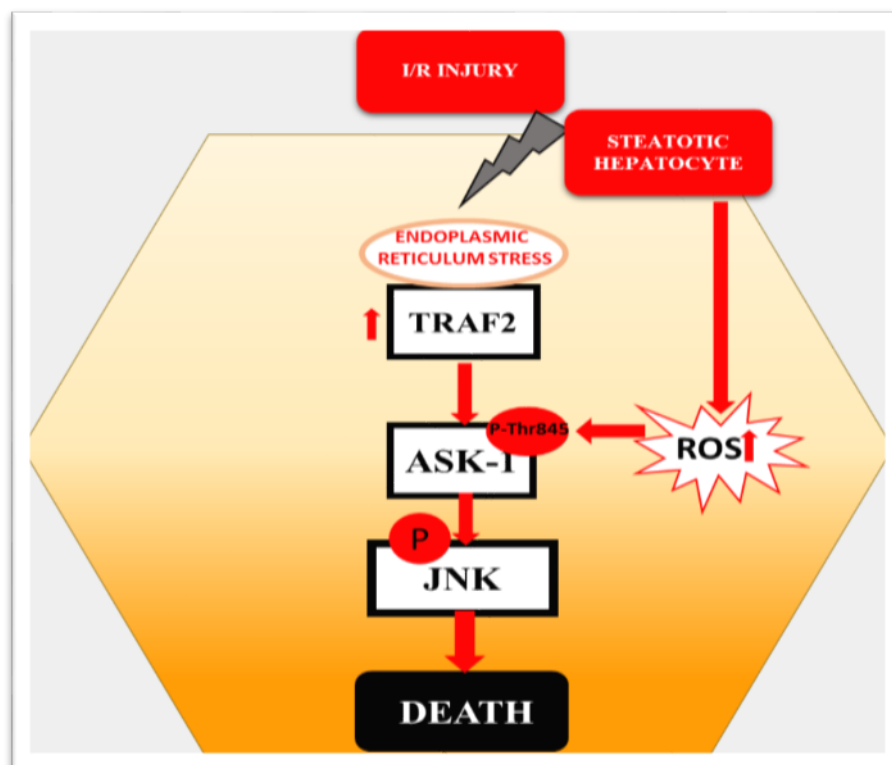 I/R INJURY
STEATOTIC
HEPATOCYTE
ENDOPLASMIC
RETICULUM STRESS
TRAF2
P-Thr845
ASK-1
ROS
P
JNK
DEATH